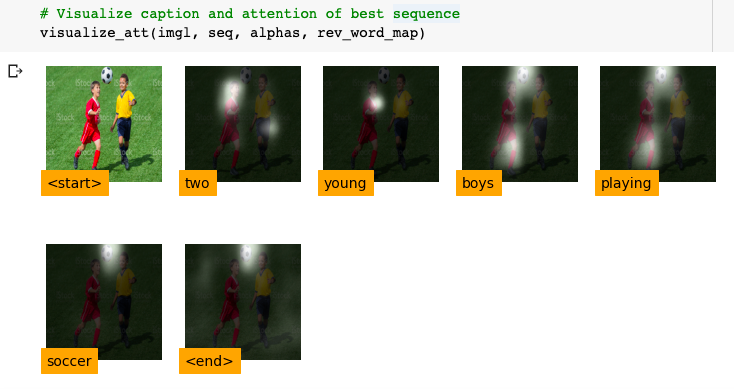 # Visualize caption and attention of best sequence
visualize_att(imgl, seq, alphas, rev_word_map)
iStock
<start>
two
young
boys
playing
soccer
<end>